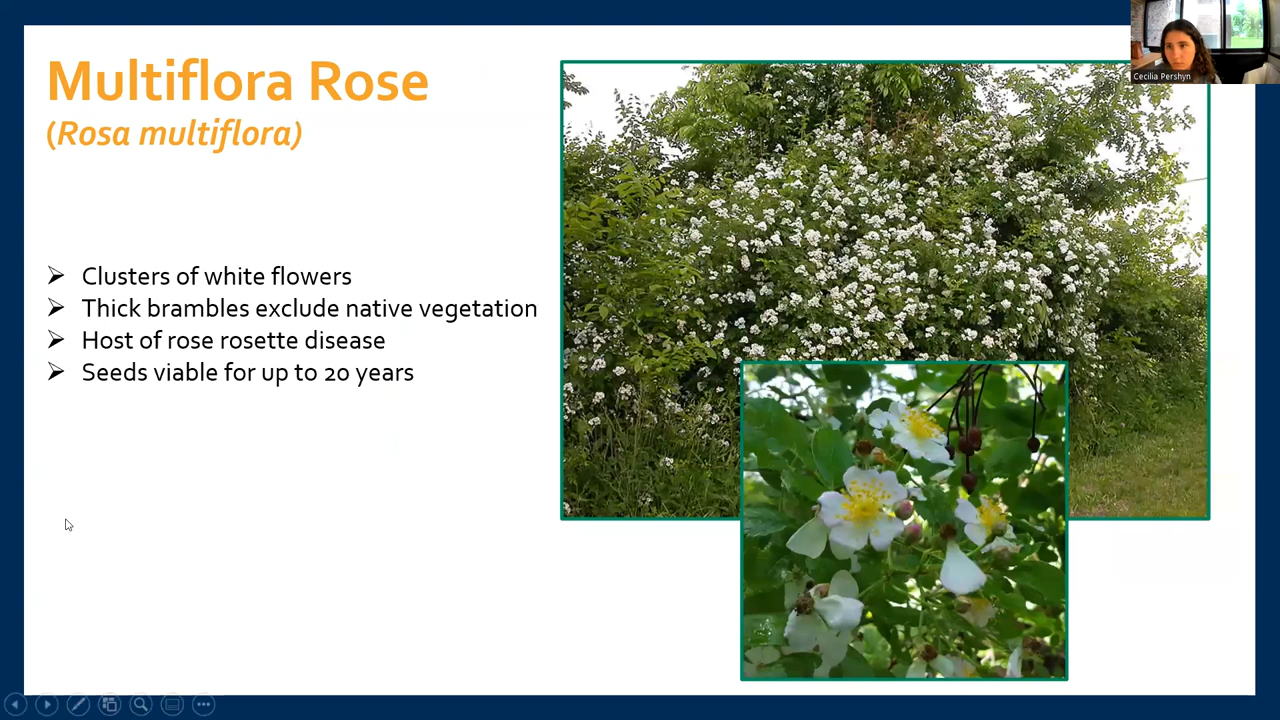 Multiflora Rose
(Rosa multiflora)
Clusters of white flowers
Thick brambles exclude native vegetation
Host of rose rosette disease
Seeds viable for up to 20 years
Cecilia Pershyn